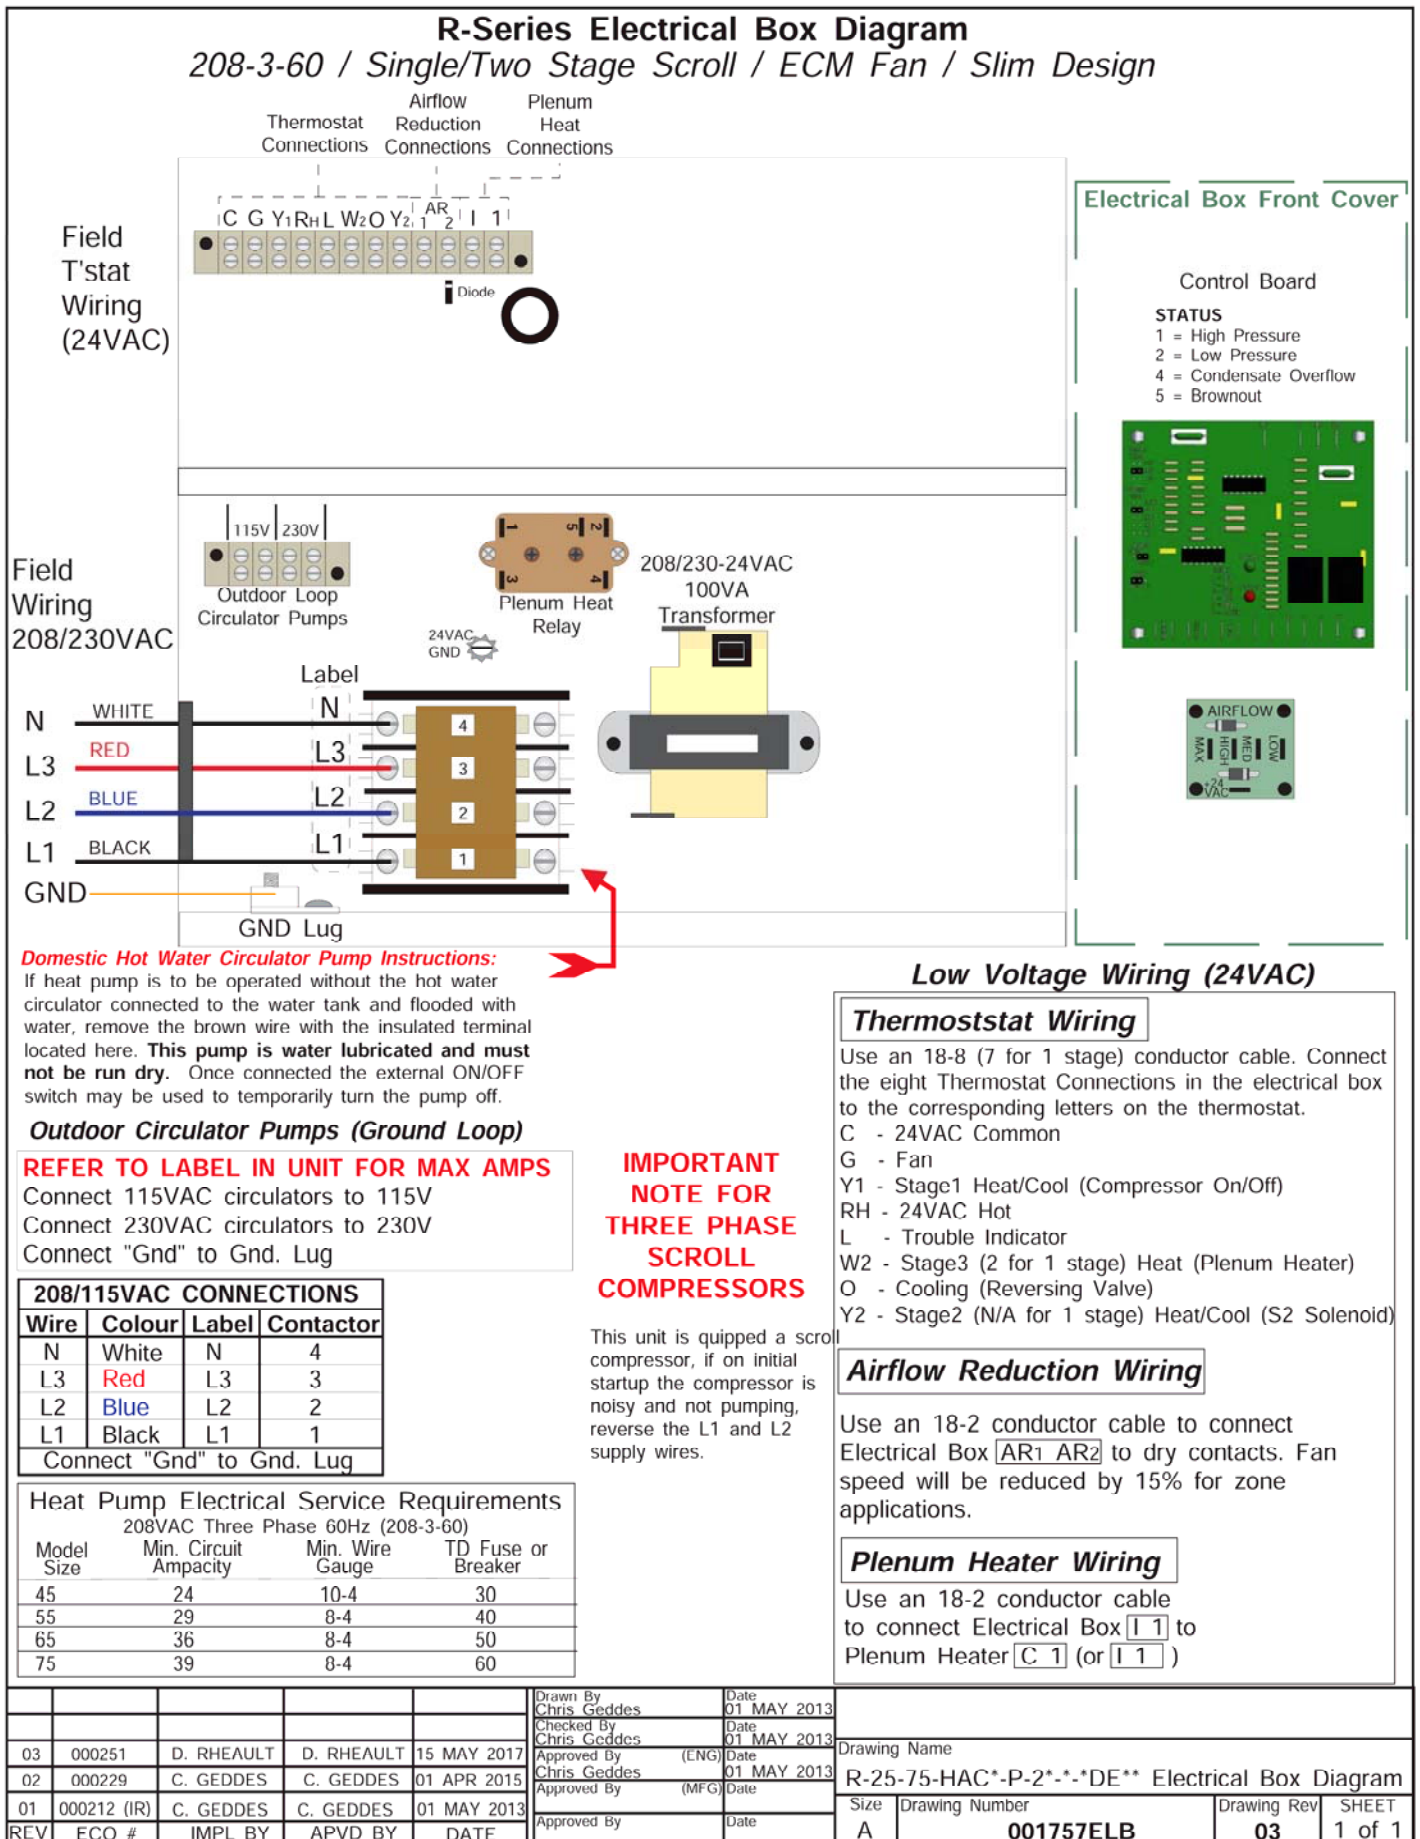 R-Series Electrical Box Diagram
208-3-60 / Single/Two Stage Scroll / ECM Fan / Slim Design
Thermostat
Connections
Airflow
Reduction
Connections
Plenum
Heat
Connections
C G Y1 RH L W2 O Y2 AR 1 2 I 1
Field
T'stat
Wiring
(24VAC)
Diode
Electrical Box Front Cover
Control Board
STATUS
1 = High Pressure
2 = Low Pressure
4 = Condensate Overflow
5 = Brownout
115V 230V
Outdoor Loop
Circulator Pumps
1 5 2
3 4
Plenum Heat
Relay
208/230-24VAC
100VA
Transformer
24VAC
GND
Field
Wiring
208/230VAC
Label
N WHITE N 4
L3 RED L3 3
L2 BLUE L2 2
L1 BLACK L1 1
GND
GND Lug
AIRFLOW
MAX HIGH MED LOW
+24
VAC
Domestic Hot Water Circulator Pump Instructions:
If heat pump is to be operated without the hot water
circulator connected to the water tank and flooded with
water, remove the brown wire with the insulated terminal
located here. This pump is water lubricated and must
not be run dry. Once connected the external ON/OFF
switch may be used to temporarily turn the pump off.
Outdoor Circulator Pumps (Ground Loop)
REFER TO LABEL IN UNIT FOR MAX AMPS
Connect 115VAC circulators to 115V
Connect 230VAC circulators to 230V
Connect "Gnd" to Gnd. Lug
208/115VAC CONNECTIONS
Wire Colour Label Contactor
N White N 4
L3 Red L3 3
L2 Blue L2 2
L1 Black L1 1
Connect "Gnd" to Gnd. Lug
Heat Pump Electrical Service Requirements
208VAC Three Phase 60Hz (208-3-60)
Model Size Min. Circuit Ampacity Min. Wire Gauge TD Fuse or Breaker
45 24 10-4 30
55 29 8-4 40
65 36 8-4 50
75 39 8-4 60
IMPORTANT
NOTE FOR
THREE PHASE
SCROLL
COMPRESSORS
This unit is quipped a scroll
compressor, if on initial
startup the compressor is
noisy and not pumping,
reverse the L1 and L2
supply wires.
Low Voltage Wiring (24VAC)
Thermoststat Wiring
Use an 18-8 (7 for 1 stage) conductor cable. Connect
the eight Thermostat Connections in the electrical box
to the corresponding letters on the thermostat.
C - 24VAC Common
G - Fan
Y1 - Stage1 Heat/Cool (Compressor On/Off)
RH - 24VAC Hot
L - Trouble Indicator
W2 - Stage3 (2 for 1 stage) Heat (Plenum Heater)
O - Cooling (Reversing Valve)
Y2 - Stage2 (N/A for 1 stage) Heat/Cool (S2 Solenoid)
Airflow Reduction Wiring
Use an 18-2 conductor cable to connect
Electrical Box AR1 AR2 to dry contacts. Fan
speed will be reduced by 15% for zone
applications.
Plenum Heater Wiring
Use an 18-2 conductor cable
to connect Electrical Box I 1 to
Plenum Heater C 1 (or I 1 )
03 000251 D. RHEAULT D. RHEAULT 15 MAY 2017
02 000229 C. GEDDES C. GEDDES 01 APR 2015
01 000212 (IR) C. GEDDES C. GEDDES 01 MAY 2013
REV ECO # IMPL BY APVD BY DATE
Drawn By Date
Chris Geddes 01 MAY 2013
Checked By Date
Chris Geddes 01 MAY 2013
Approved By (ENG) Date
Chris Geddes 01 MAY 2013
Approved By (MFG) Date
Approved By Date
Drawing Name
R-25-75-HAC*-P-2*-*-*DE** Electrical Box Diagram
Size Drawing Number Drawing Rev SHEET
A 001757ELB 03 1 of 1